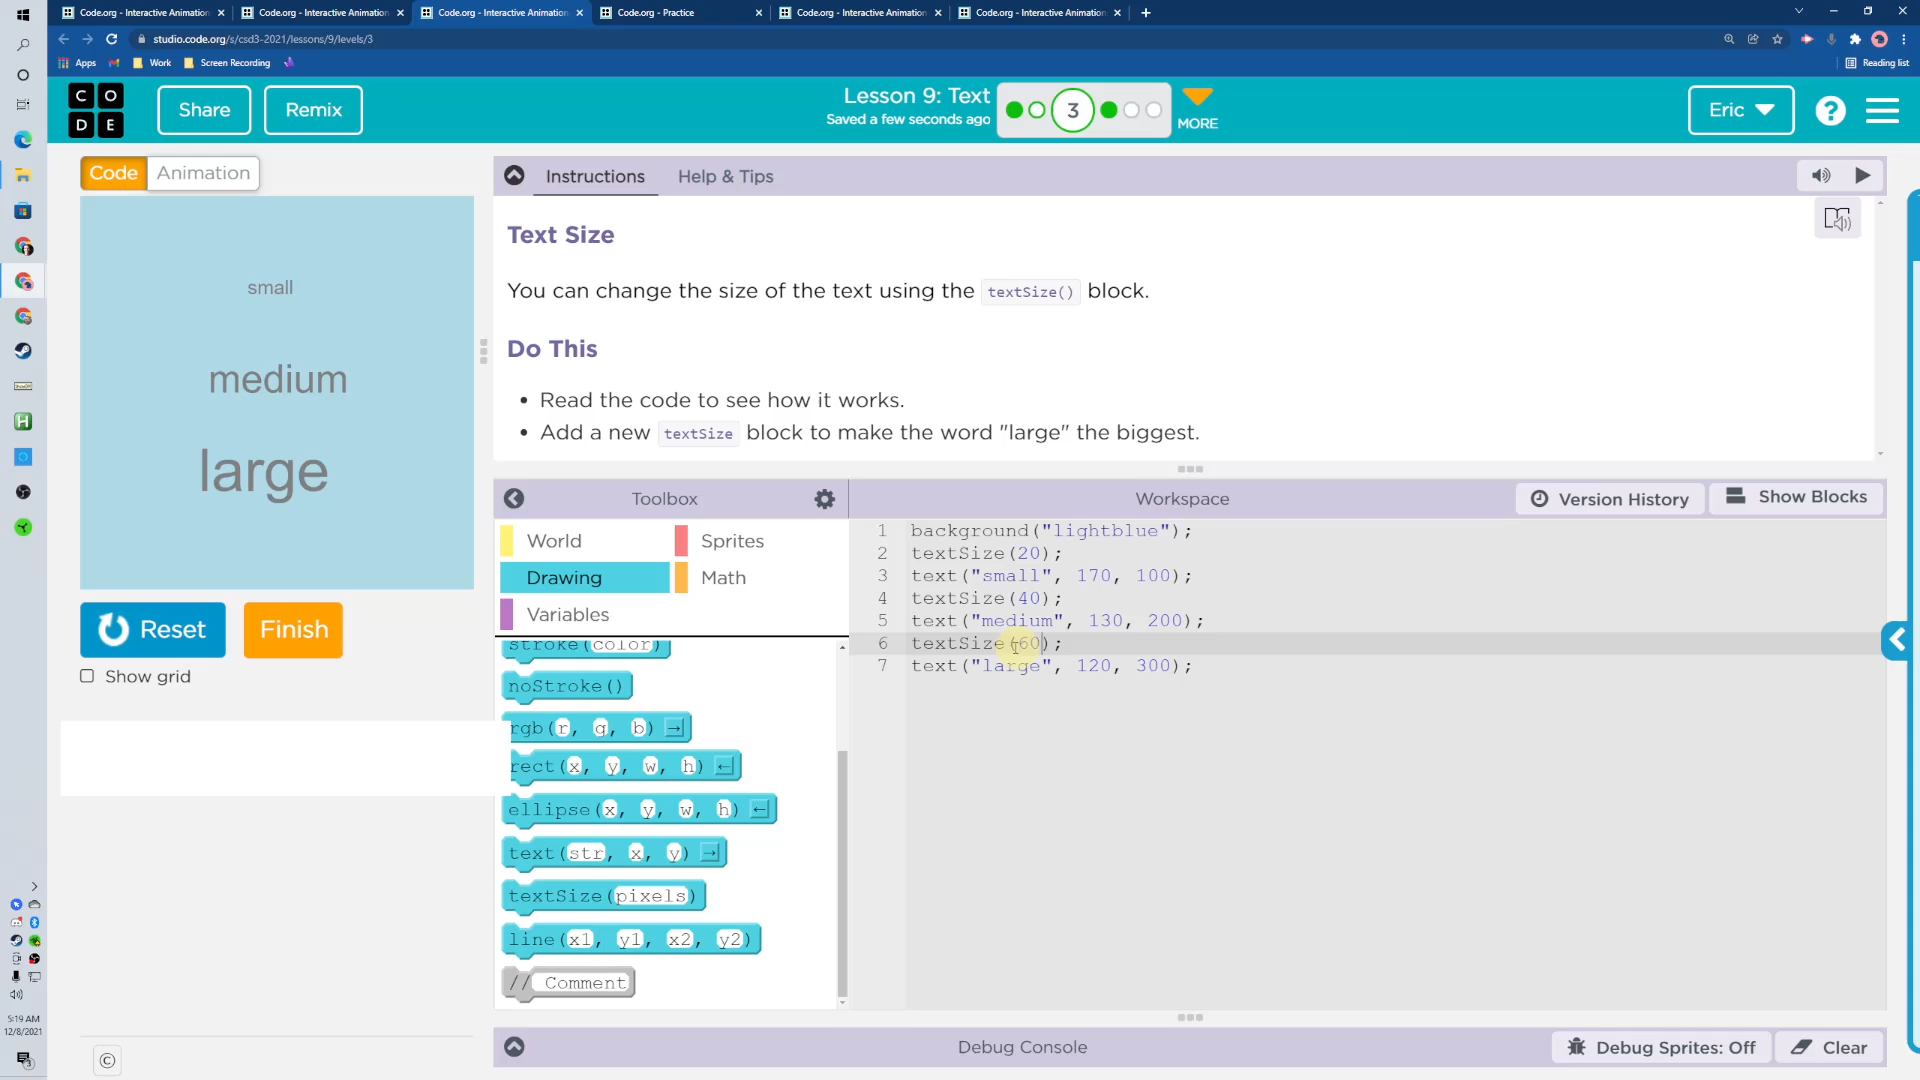 Code.org - Interactive Animation
Code.org - Interactive Animation
Code.org - Interactive Animation
Code.org - Practice
Code.org - Interactive Animation
Code.org - Interactive Animation
studio.code.org/s/csd3-2021/lessons/9/levels/3
Apps
Work
Screen Recording
Reading list
C O
D E
Share
Remix
Lesson 9: Text
Saved a few seconds ago
3
MORE
Eric
?
Code
Animation
Instructions
Help & Tips
small
medium
large
Text Size
You can change the size of the text using the textSize() block.
Do This
• Read the code to see how it works.
• Add a new textSize block to make the word "large" the biggest.
Reset
Finish
Show grid
Toolbox
Workspace
Version History
Show Blocks
World
Sprites
Drawing
Math
Variables
stroke(color)
noStroke()
rgb(r, g, b)
rect(x, y, w, h)
ellipse(x, y, w, h)
text(str, x, y)
textSize(pixels)
line(x1, y1, x2, y2)
// Comment
1 background("lightblue");
2 textSize(20);
3 text("small", 170, 100);
4 textSize(40);
5 text("medium", 130, 200);
6 textSize(60);
7 text("large", 120, 300);
Debug Console
Debug Sprites: Off
Clear
5:19 AM
12/8/2021
©